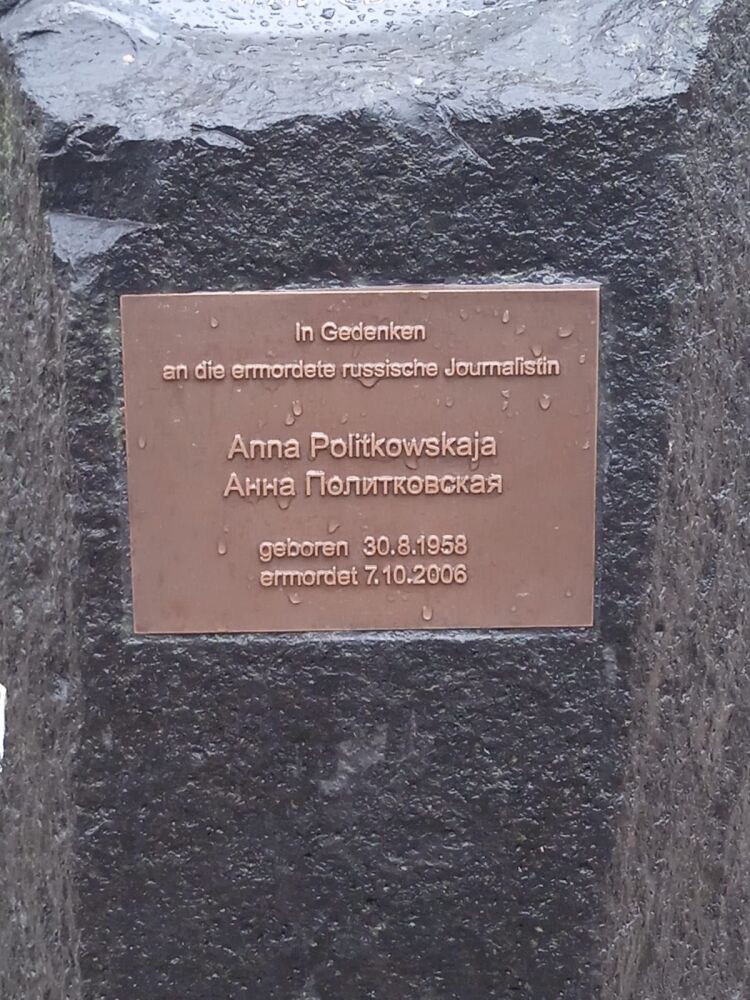 In Gedenken
an die ermordete russische Journalistin
Anna Politkowskaja
Анна Политковская
geboren 30.8.1958
ermordet 7.10.2006